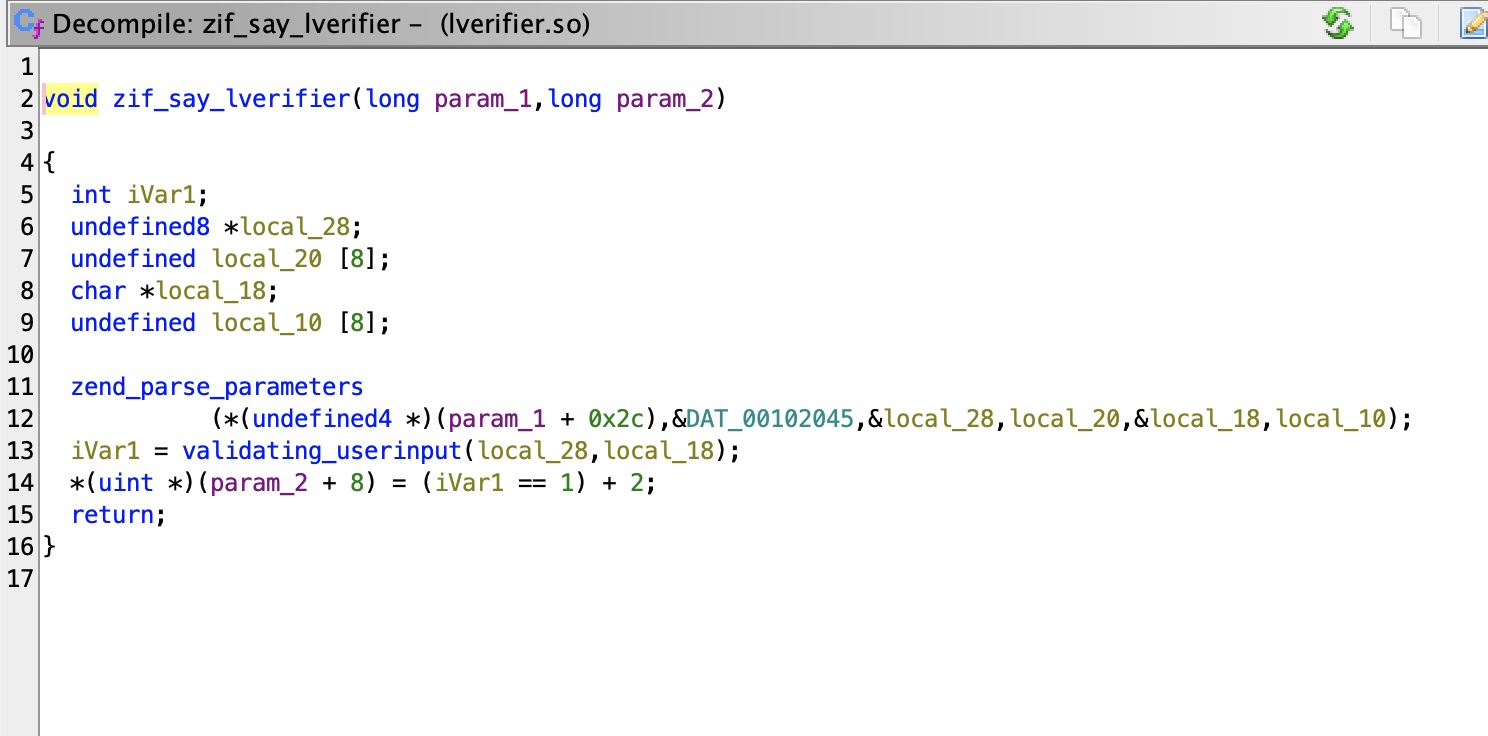 Decompile: zif_say_lverifier – (lverifier.so)
1
2 void zif_say_lverifier(long param_1,long param_2)
3
4 {
5 int iVar1;
6 undefined8 *local_28;
7 undefined local_20 [8];
8 char *local_18;
9 undefined local_10 [8];
10
11 zend_parse_parameters
12 (*(undefined4 *)(param_1 + 0x2c),&DAT_00102045,&local_28,local_20,&local_18,local_10);
13 iVar1 = validating_userinput(local_28,local_18);
14 *(uint *)(param_2 + 8) = (iVar1 == 1) + 2;
15 return;
16 }
17